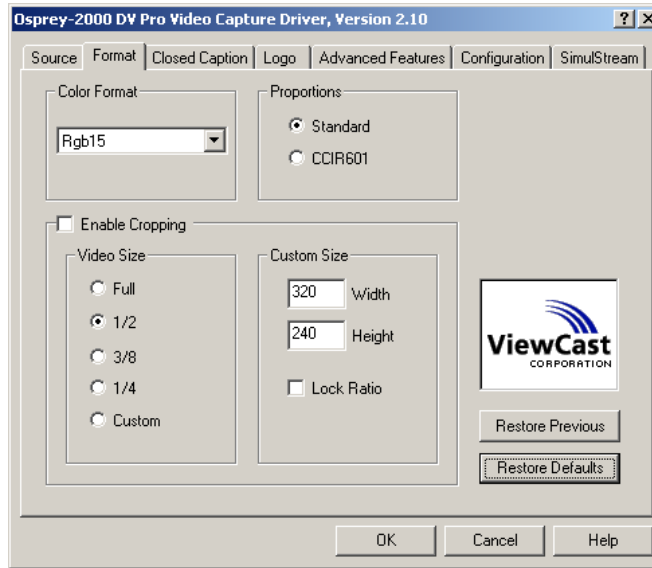 Osprey-2000 DV Pro Video Capture Driver, Version 2.10
Source Format Closed Caption Logo Advanced Features Configuration SimulStream
Color Format
Rgb15
Proportions
Standard
CCIR601
Enable Cropping
Video Size
Full
1/2
3/8
1/4
Custom
Custom Size
320 Width
240 Height
Lock Ratio
ViewCast
CORPORATION
Restore Previous
Restore Defaults
OK Cancel Help